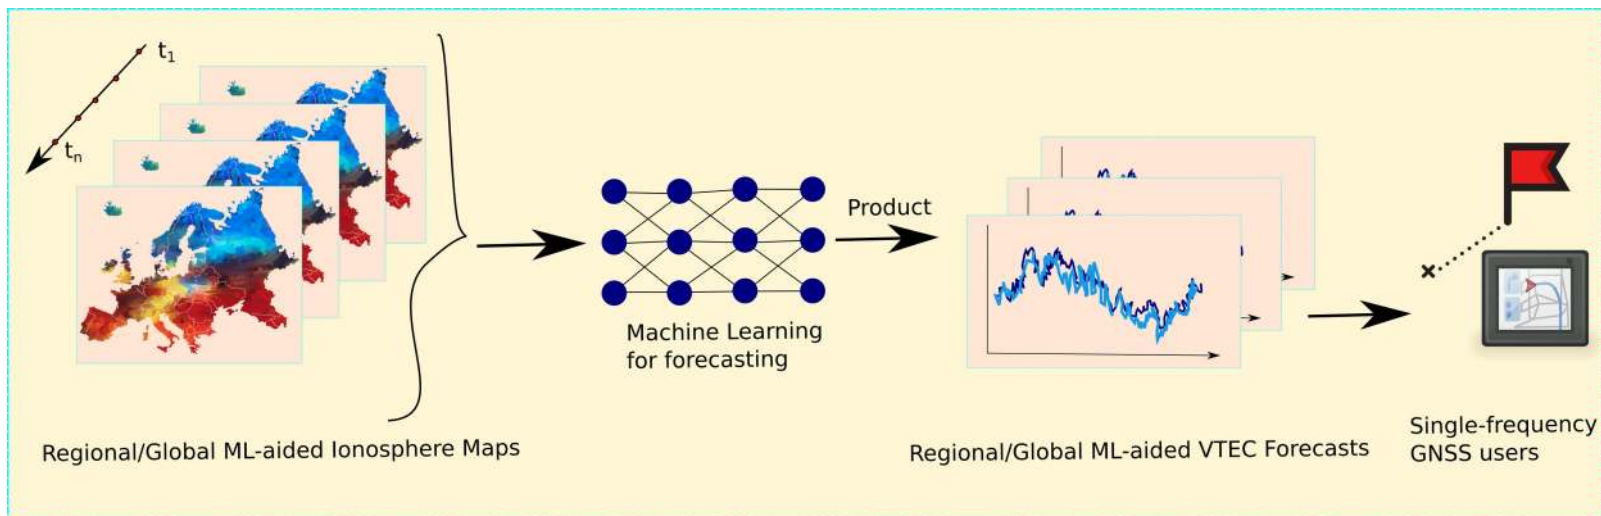 t1
tn
Product
Machine Learning
for forecasting
Regional/Global ML-aided Ionosphere Maps
Regional/Global ML-aided VTEC Forecasts
Single-frequency
GNSS users